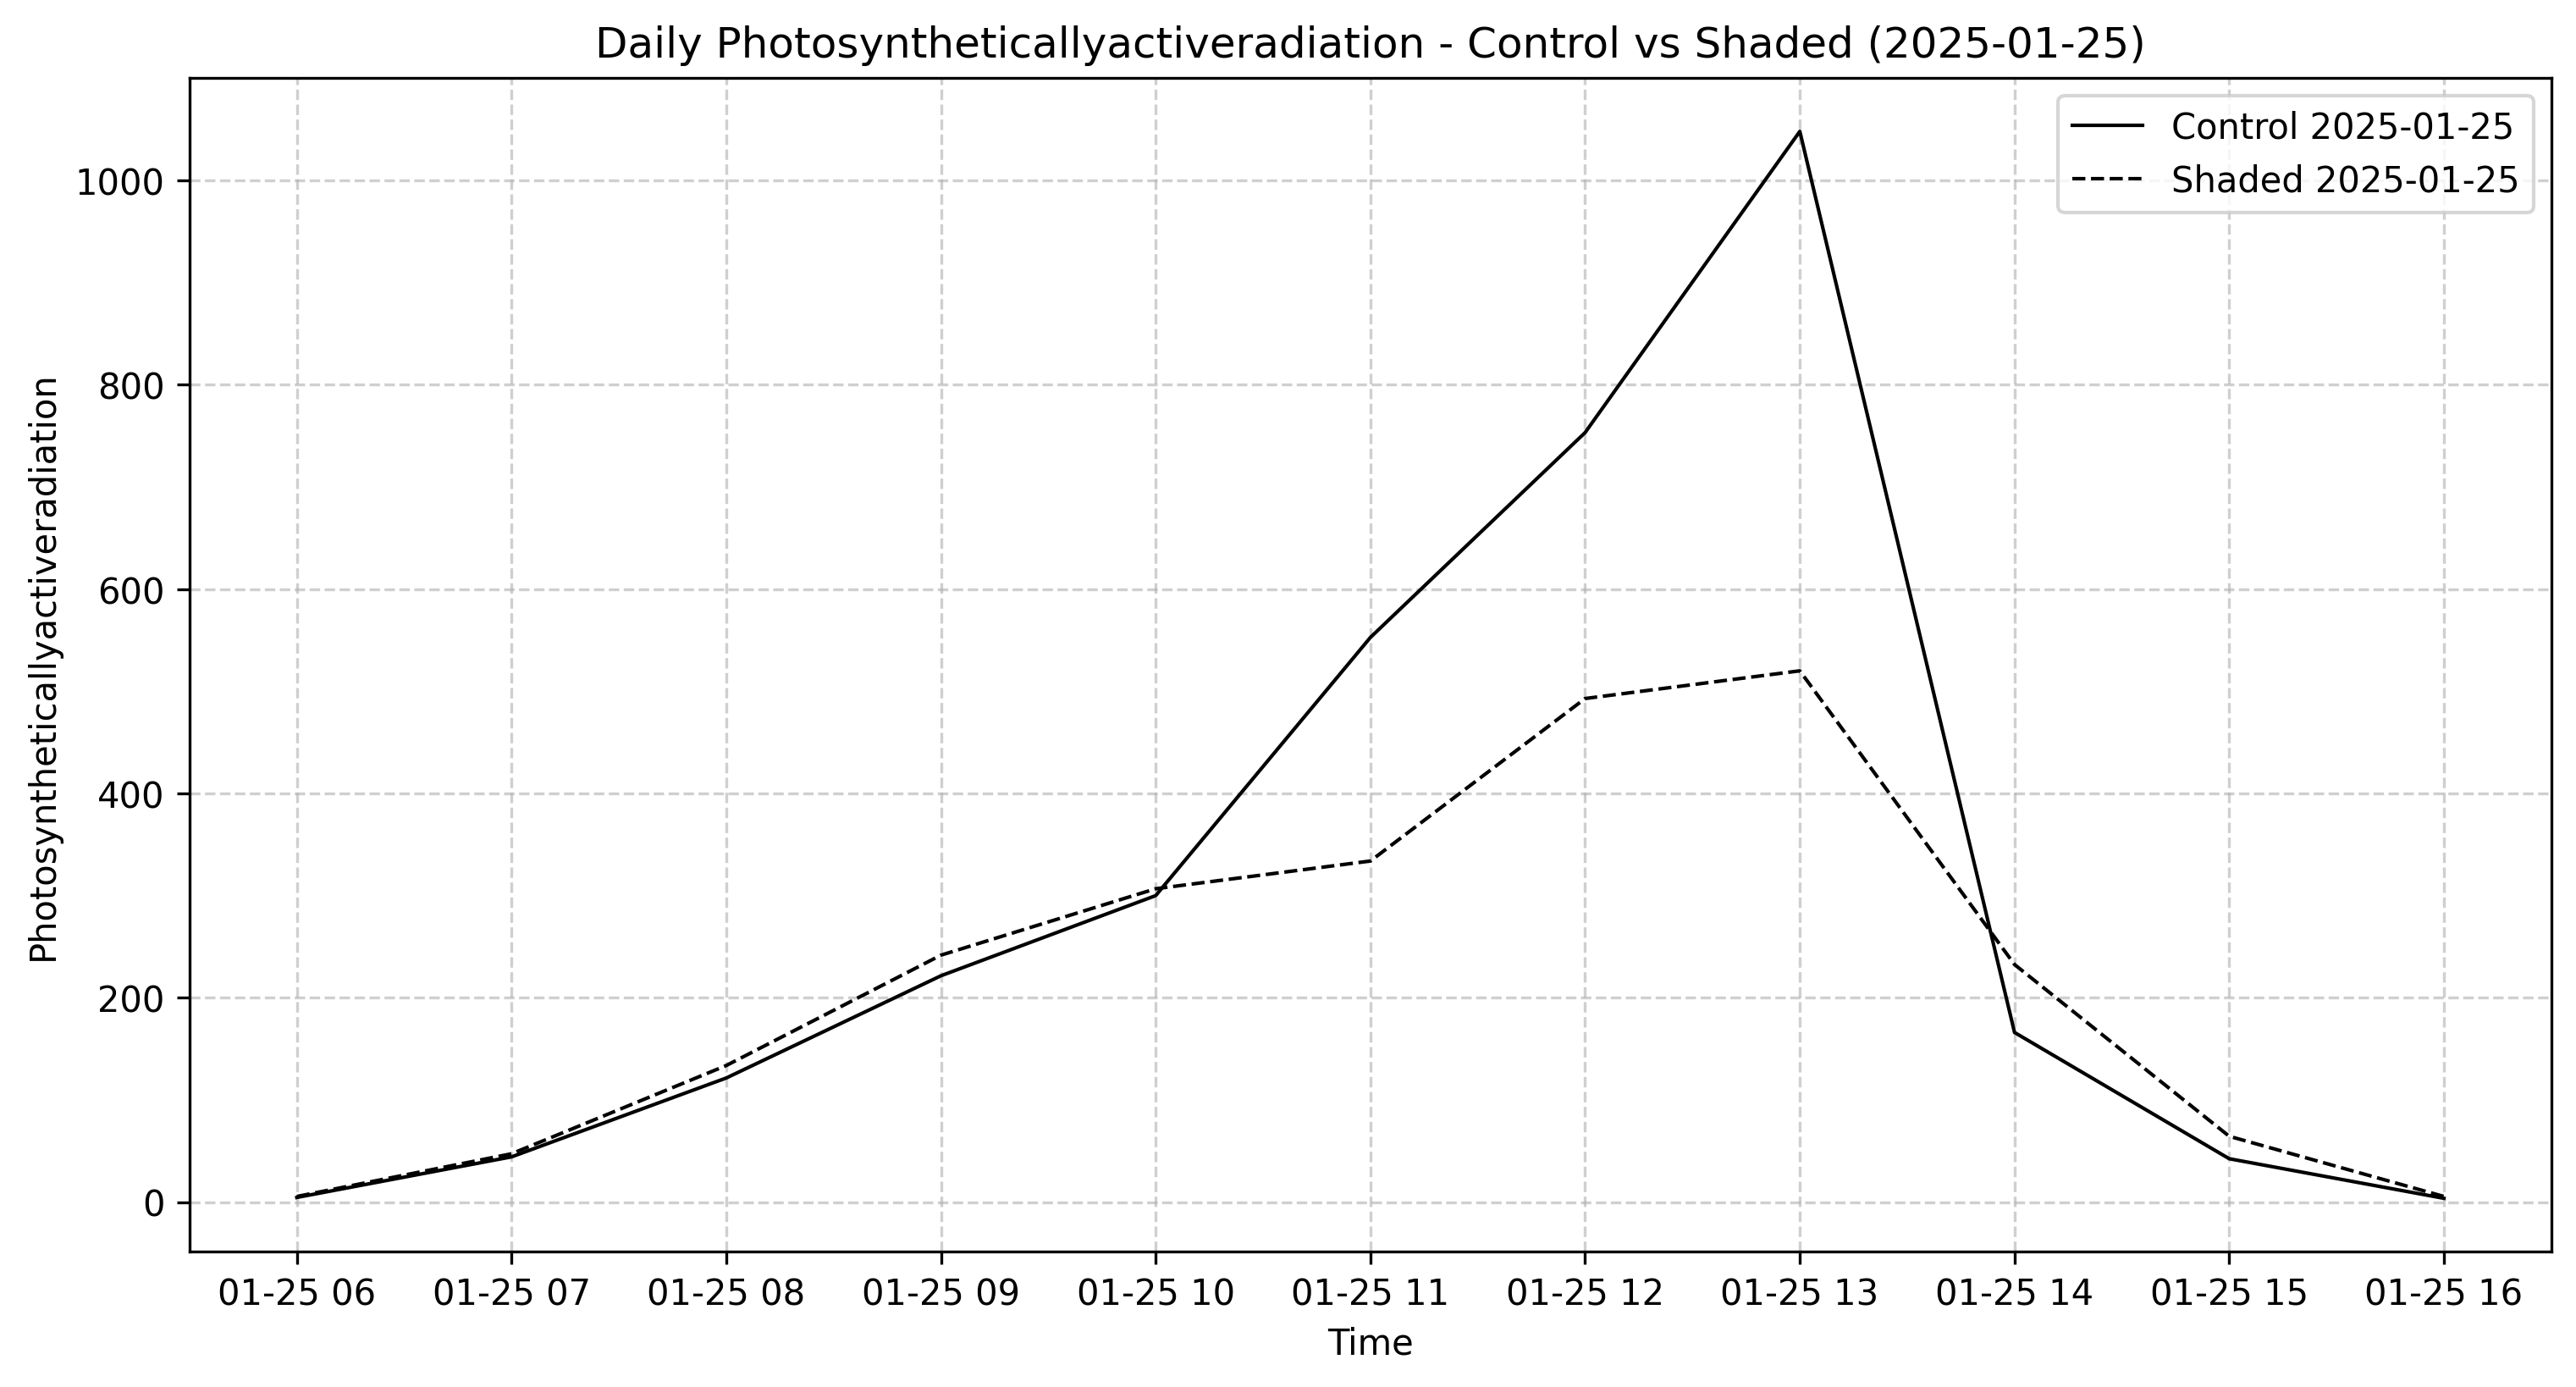 Daily Photosyntheticallyactiveradiation - Control vs Shaded (2025-01-25)
Control 2025-01-25
Shaded 2025-01-25
Photosyntheticallyactiveradiation
1000
800
600
400
200
0
01-25 06 01-25 07 01-25 08 01-25 09 01-25 10 01-25 11 01-25 12 01-25 13 01-25 14 01-25 15 01-25 16
Time